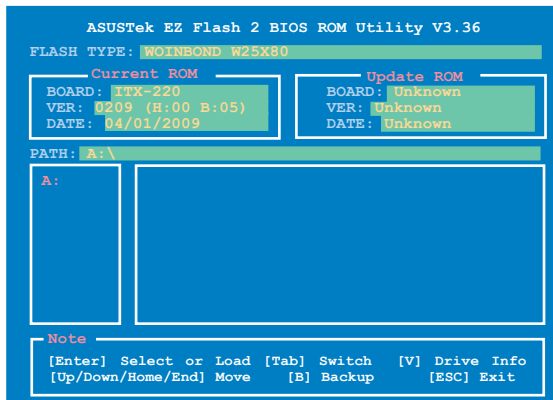 ASUSTek EZ Flash 2 BIOS ROM Utility V3.36
FLASH TYPE: WOINBOND W25X80
Current ROM
BOARD: ITX-220
VER: 0209 (H:00 B:05)
DATE: 04/01/2009
Update ROM
BOARD: Unknown
VER: Unknown
DATE: Unknown
PATH: A:\
A:
Note
[Enter] Select or Load [Tab] Switch [V] Drive Info
[Up/Down/Home/End] Move [B] Backup [ESC] Exit